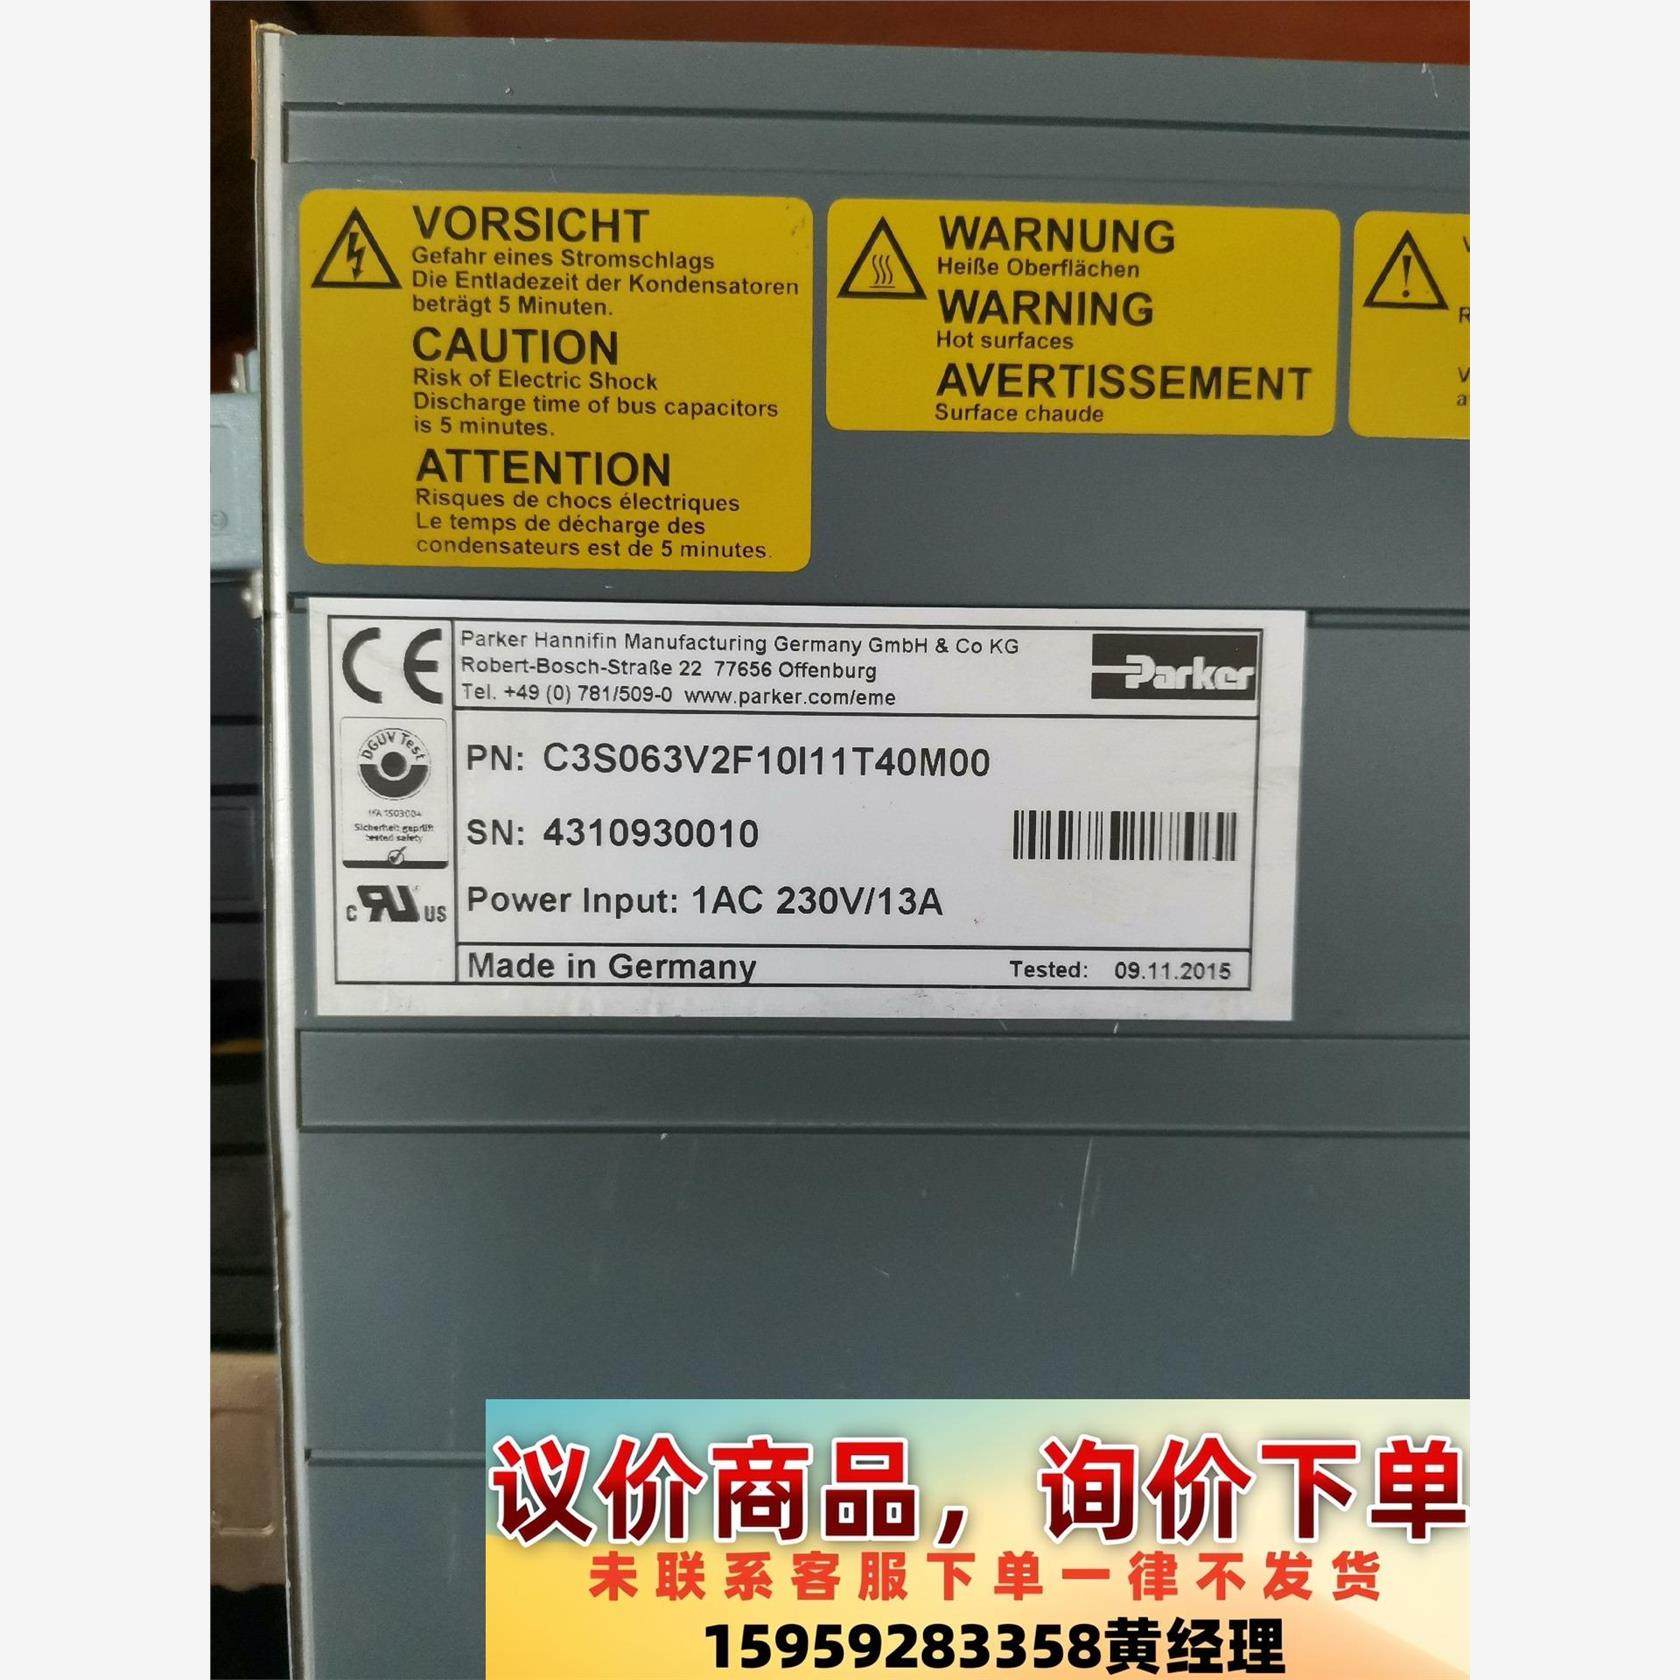 VORSICHT
Gefahr eines Stromschlags
Die Entladezeit der Kondensatoren
beträgt 5 Minuten.
CAUTION
Risk of Electric Shock
Discharge time of bus capacitors
is 5 minutes.
ATTENTION
Risques de chocs électriques
Le temps de décharge des
condensateurs est de 5 minutes.
WARNUNG
Heiße Oberflächen
WARNING
Hot surfaces
AVERTISSEMENT
Surface chaude
CE
Parker Hannifin Manufacturing Germany GmbH & Co KG
Robert-Bosch-Straße 22 77656 Offenburg
Tel. +49 (0) 781/509-0 www.parker.com/eme
Parker
DGUV Test
Sicherheit geprüft
tested safety
c RU US
PN: C3S063V2F10I11T40M00
SN: 4310930010
Power Input: 1AC 230V/13A
Made in Germany
Tested: 09.11.2015
议价商品，询价下单
未联系客服下单一律不发货
15959283358黄经理